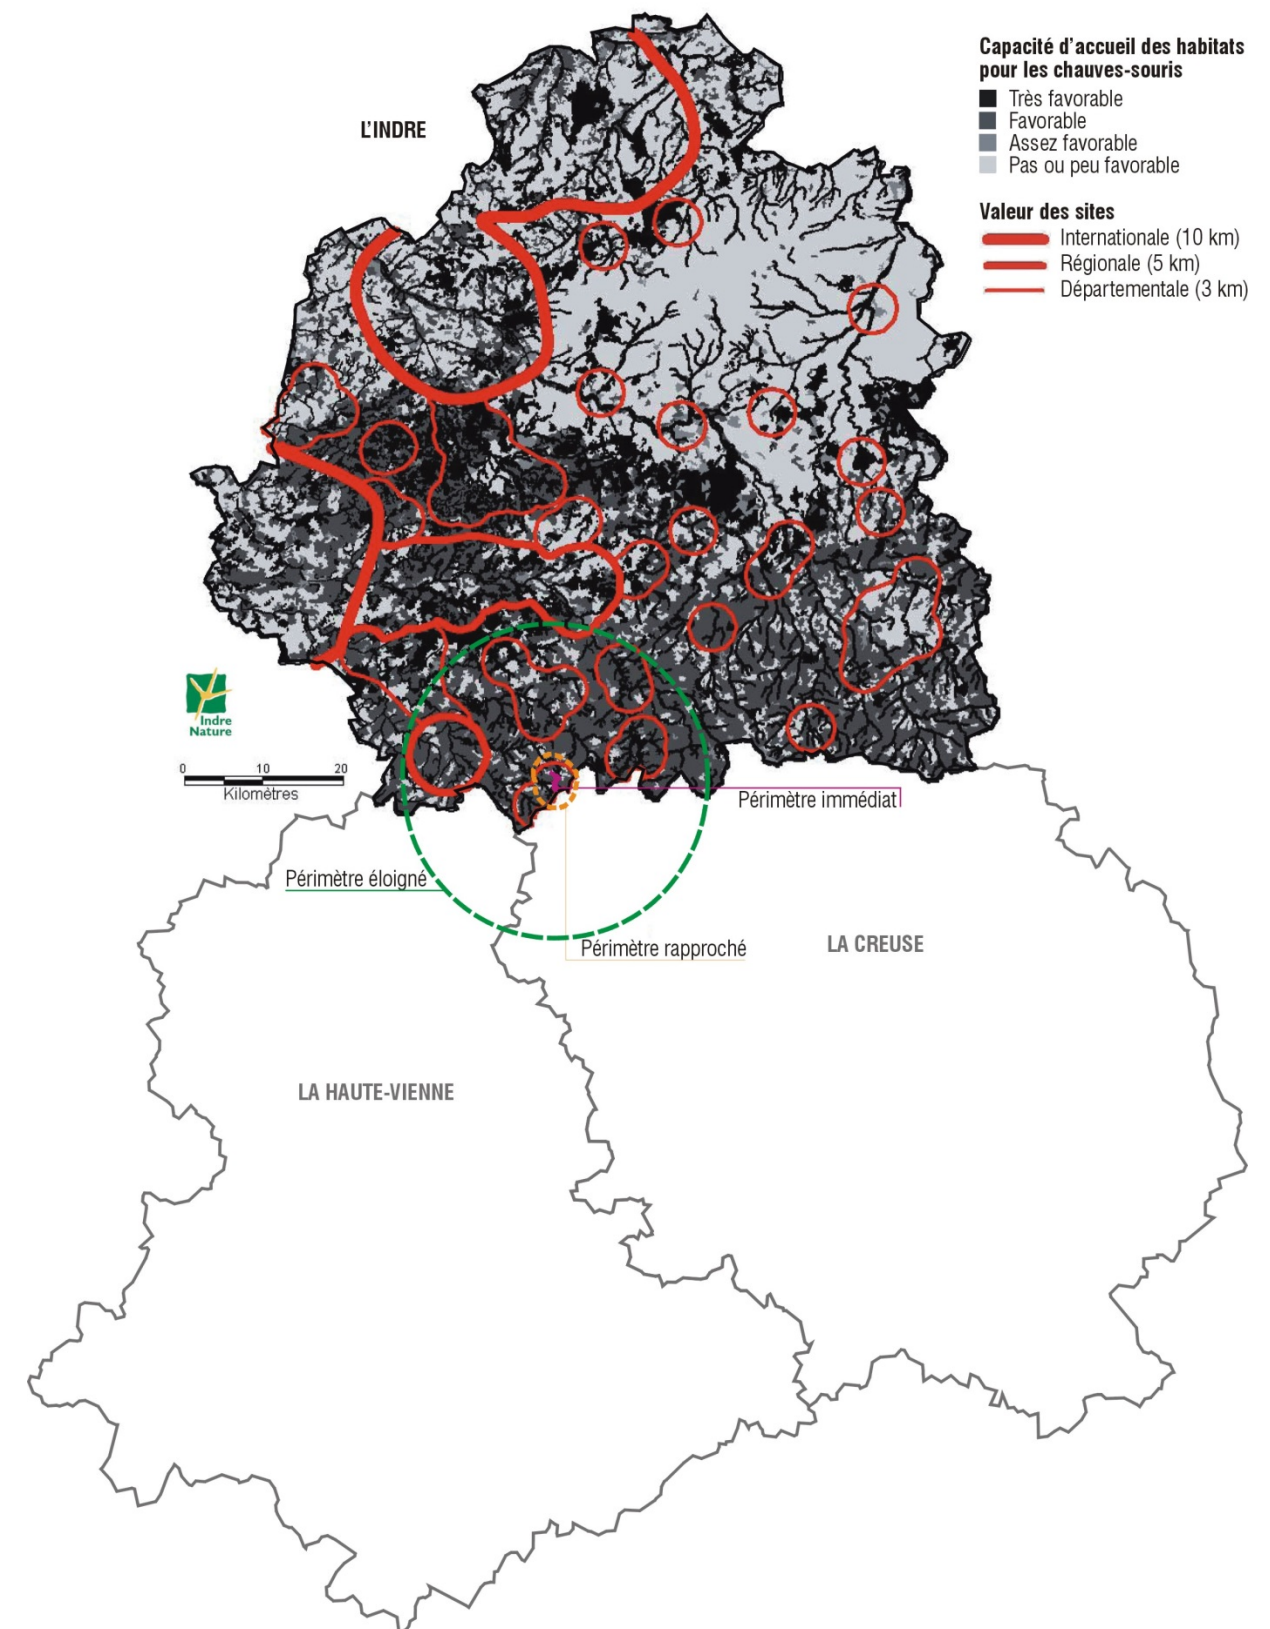 Capacité d'accueil des habitats
pour les chauves-souris
Très favorable
Favorable
Assez favorable
Pas ou peu favorable
L'INDRE
Valeur des sites
Internationale (10 km)
Régionale (5 km)
Départementale (3 km)
Indre
Nature
0 10 20
Kilomètres
Périmètre immédiat
Périmètre éloigné
Périmètre rapproché
LA CREUSE
LA HAUTE-VIENNE